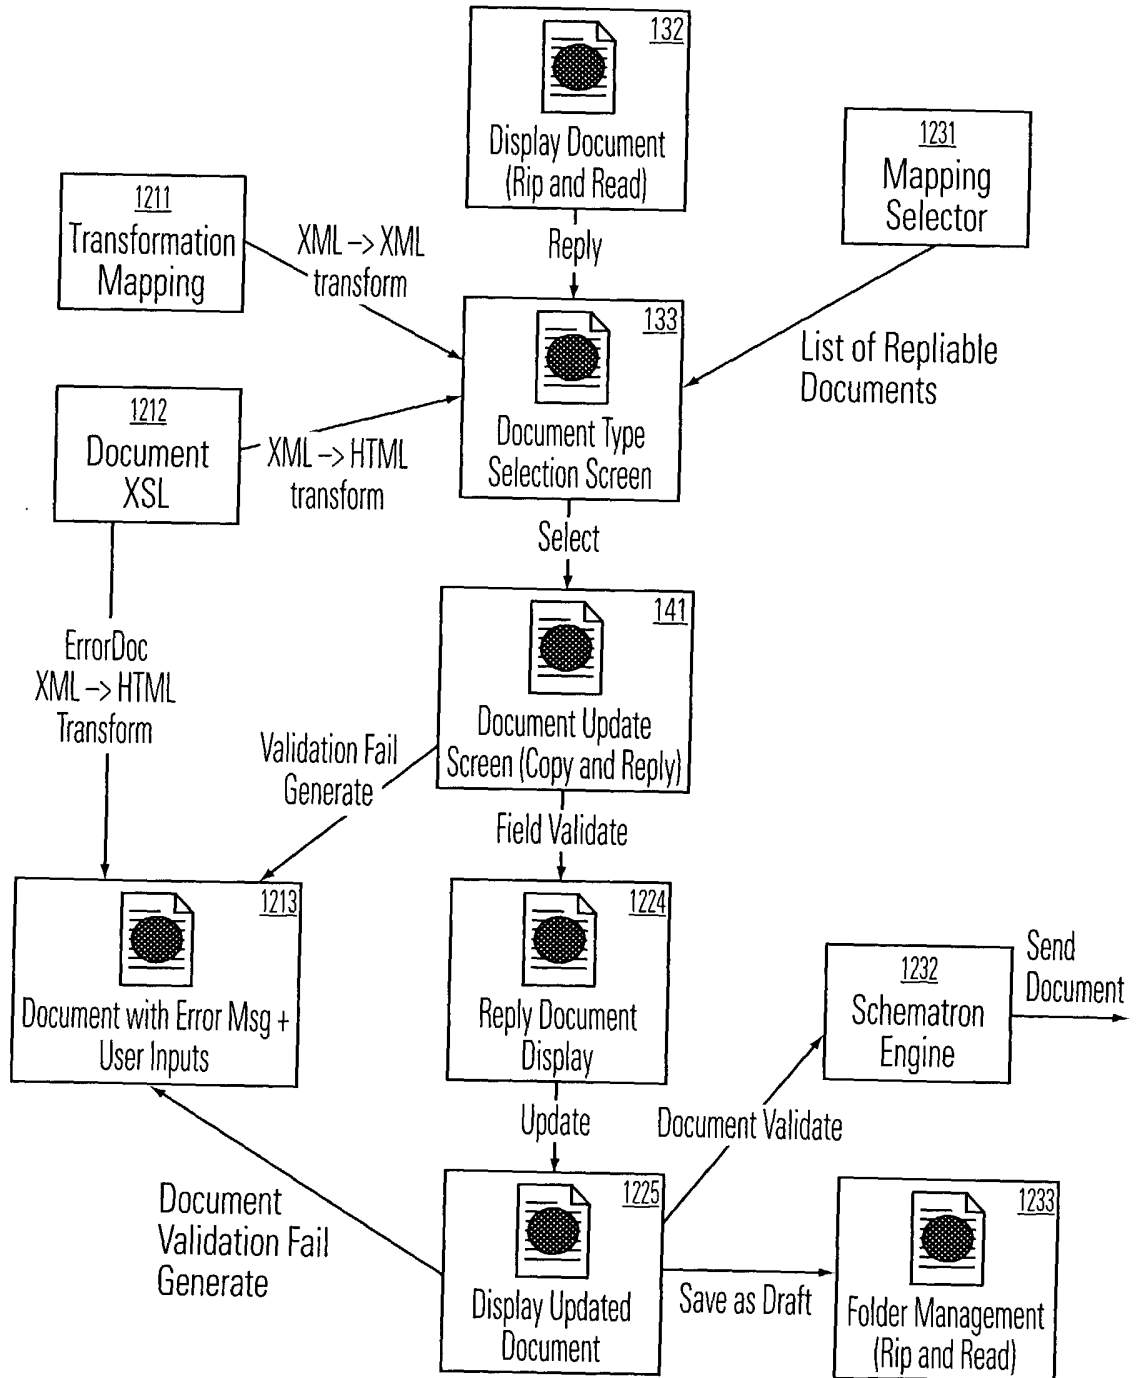 132
Display Document
(Rip and Read)
1231
Mapping
Selector
1211
Transformation
Mapping
XML –> XML
transform
Reply
133
Document Type
Selection Screen
List of Repliable
Documents
1212
Document
XSL
XML –> HTML
transform
Select
141
Document Update
Screen (Copy and Reply)
ErrorDoc
XML –> HTML
Transform
Validation Fail
Generate
Field Validate
1213
Document with Error Msg +
User Inputs
1224
Reply Document
Display
1232
Schematron
Engine
Send
Document
Update
Document Validate
Document
Validation Fail
Generate
1225
Display Updated
Document
Save as Draft
1233
Folder Management
(Rip and Read)